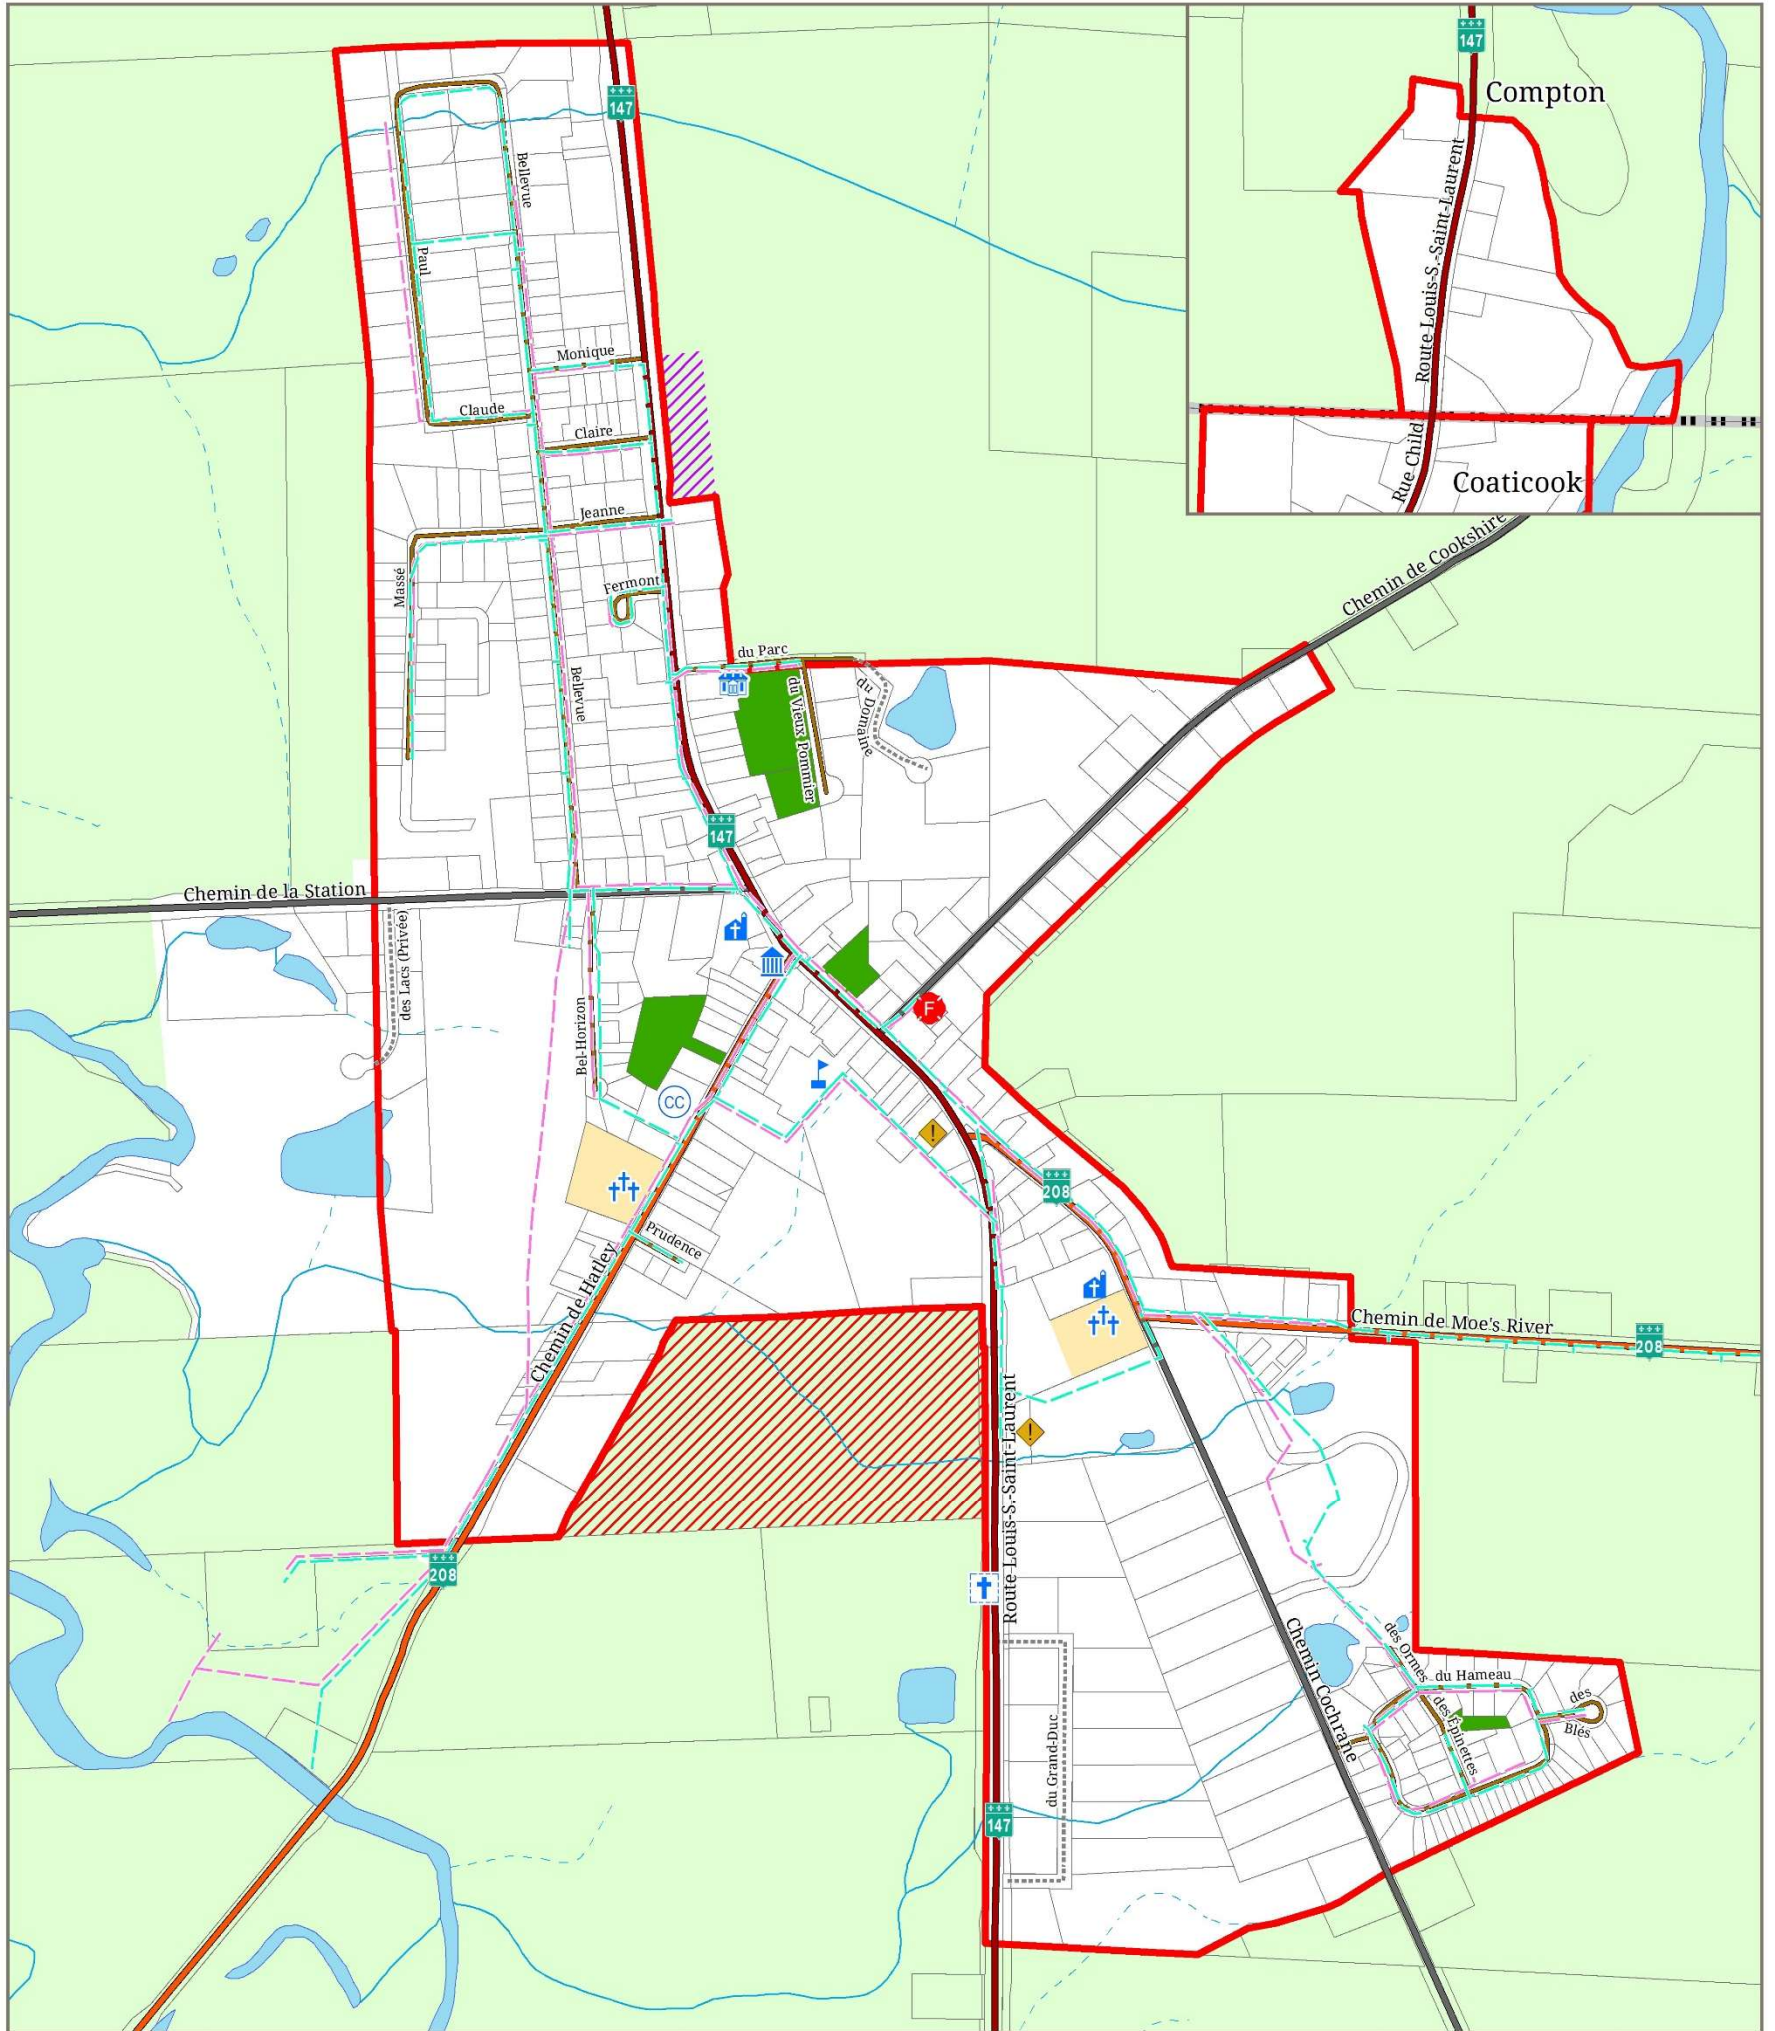 147
Compton
147
Route Louis-S.-Saint-Laurent
Bellevue
Paul
Monique
Claude
Claire
Rue Child
Coaticook
Jeanne
Chemin de Cookshire
Massé
Fermont
du Parc
Bellevue
du Vieux Pommier
du
Domaine
147
Chemin de la Station
des Lacs (Privée)
F
Bel-Horizon
CC
208
Prudence
Chemin de Hatley
Chemin de Moe's River
208
Route Louis-S.-Saint-Laurent
208
Chemin Cochrane
des Ormes
du Hameau
des
Blés
des Épinettes
du Grand-Duc
147